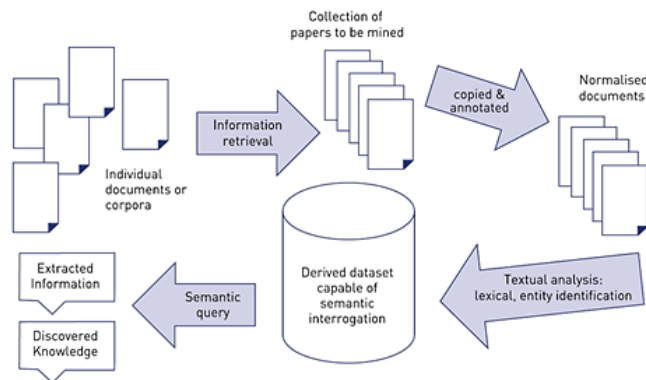 Collection of
papers to be mined
Normalised
documents
copied &
annotated
Information
retrieval
Individual
documents or
corpora
Extracted
Information
Discovered
Knowledge
Semantic
query
Derived dataset
capable of
semantic
interrogation
Textual analysis:
lexical, entity identification